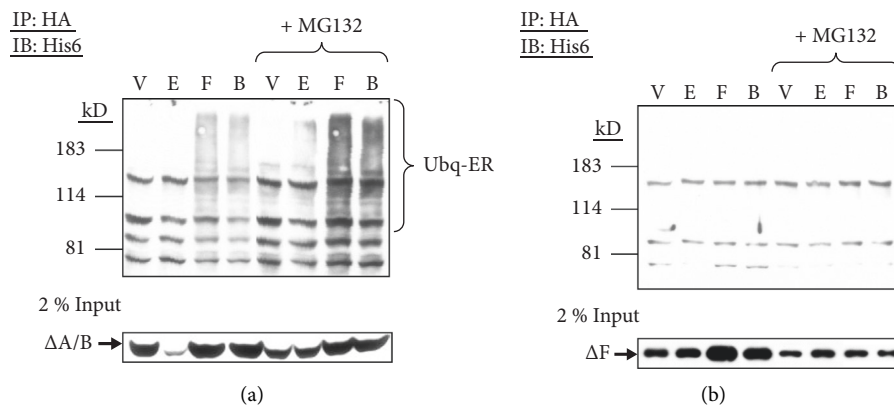 IP: HA
IB: His6
+ MG132
V E F B V E F B
kD
183
114
81
Ubq-ER
2 % Input
ΔA/B
(a)
IP: HA
IB: His6
+ MG132
V E F B V E F B
kD
183
114
81
2 % Input
ΔF
(b)